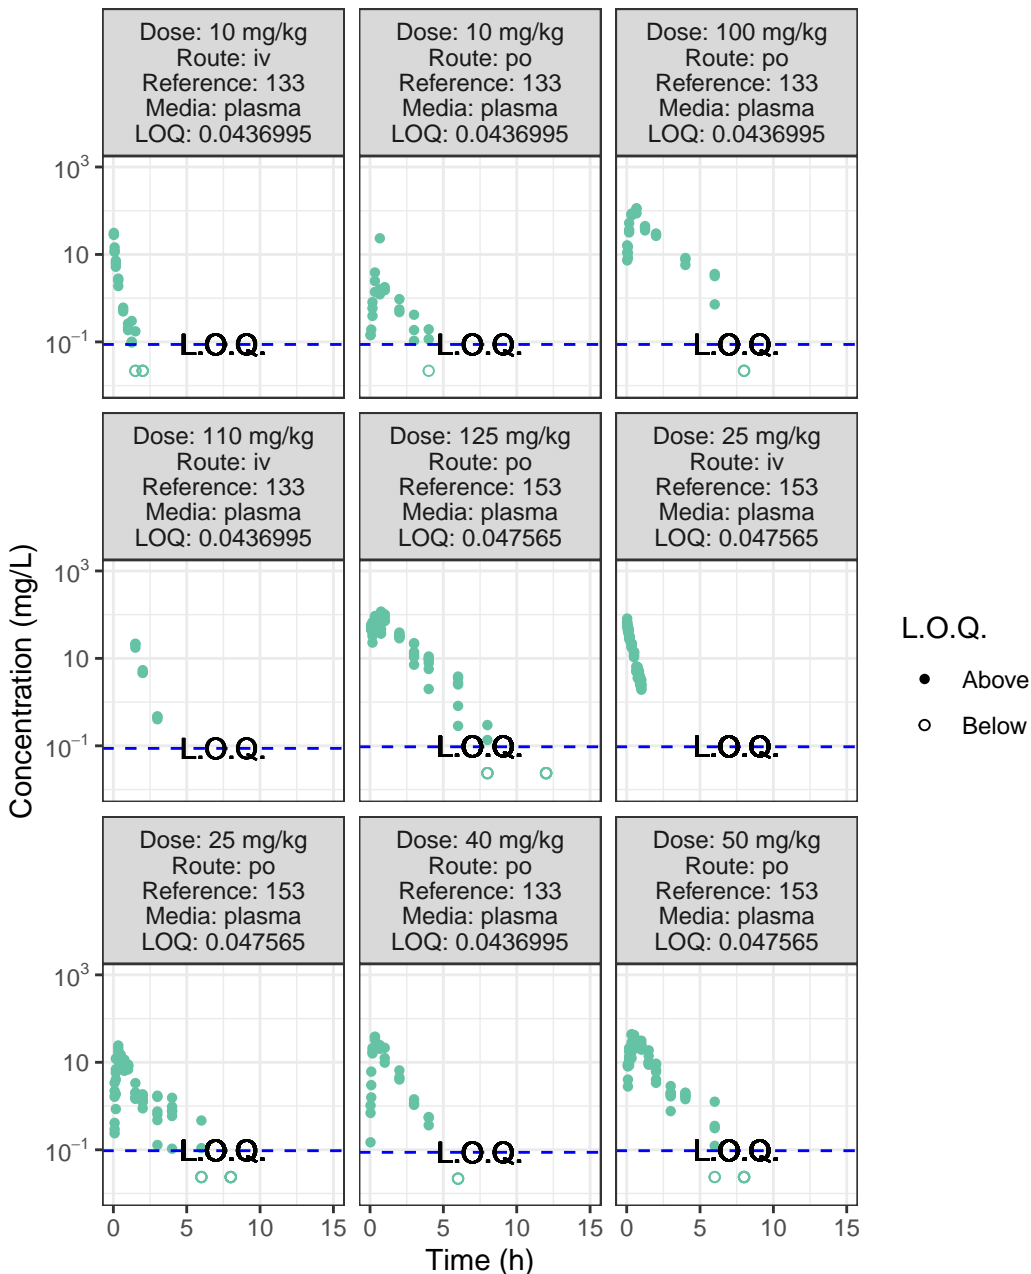 Dose: 10 mg/kg
Route: iv
Reference: 133
Media: plasma
LOQ: 0.0436995
Dose: 10 mg/kg
Route: po
Reference: 133
Media: plasma
LOQ: 0.0436995
Dose: 100 mg/kg
Route: po
Reference: 133
Media: plasma
LOQ: 0.0436995
10³
10
10⁻¹
L.O.Q.
L.O.Q.
L.O.Q.
Dose: 110 mg/kg
Route: iv
Reference: 133
Media: plasma
LOQ: 0.0436995
Dose: 125 mg/kg
Route: po
Reference: 153
Media: plasma
LOQ: 0.047565
Dose: 25 mg/kg
Route: iv
Reference: 153
Media: plasma
LOQ: 0.047565
10³
10
10⁻¹
L.O.Q.
L.O.Q.
L.O.Q.
Dose: 25 mg/kg
Route: po
Reference: 153
Media: plasma
LOQ: 0.047565
Dose: 40 mg/kg
Route: po
Reference: 133
Media: plasma
LOQ: 0.0436995
Dose: 50 mg/kg
Route: po
Reference: 153
Media: plasma
LOQ: 0.047565
10³
10
10⁻¹
L.O.Q.
L.O.Q.
L.O.Q.
0 5 10 15
0 5 10 15
0 5 10 15
Time (h)
Concentration (mg/L)
L.O.Q.
Above
Below